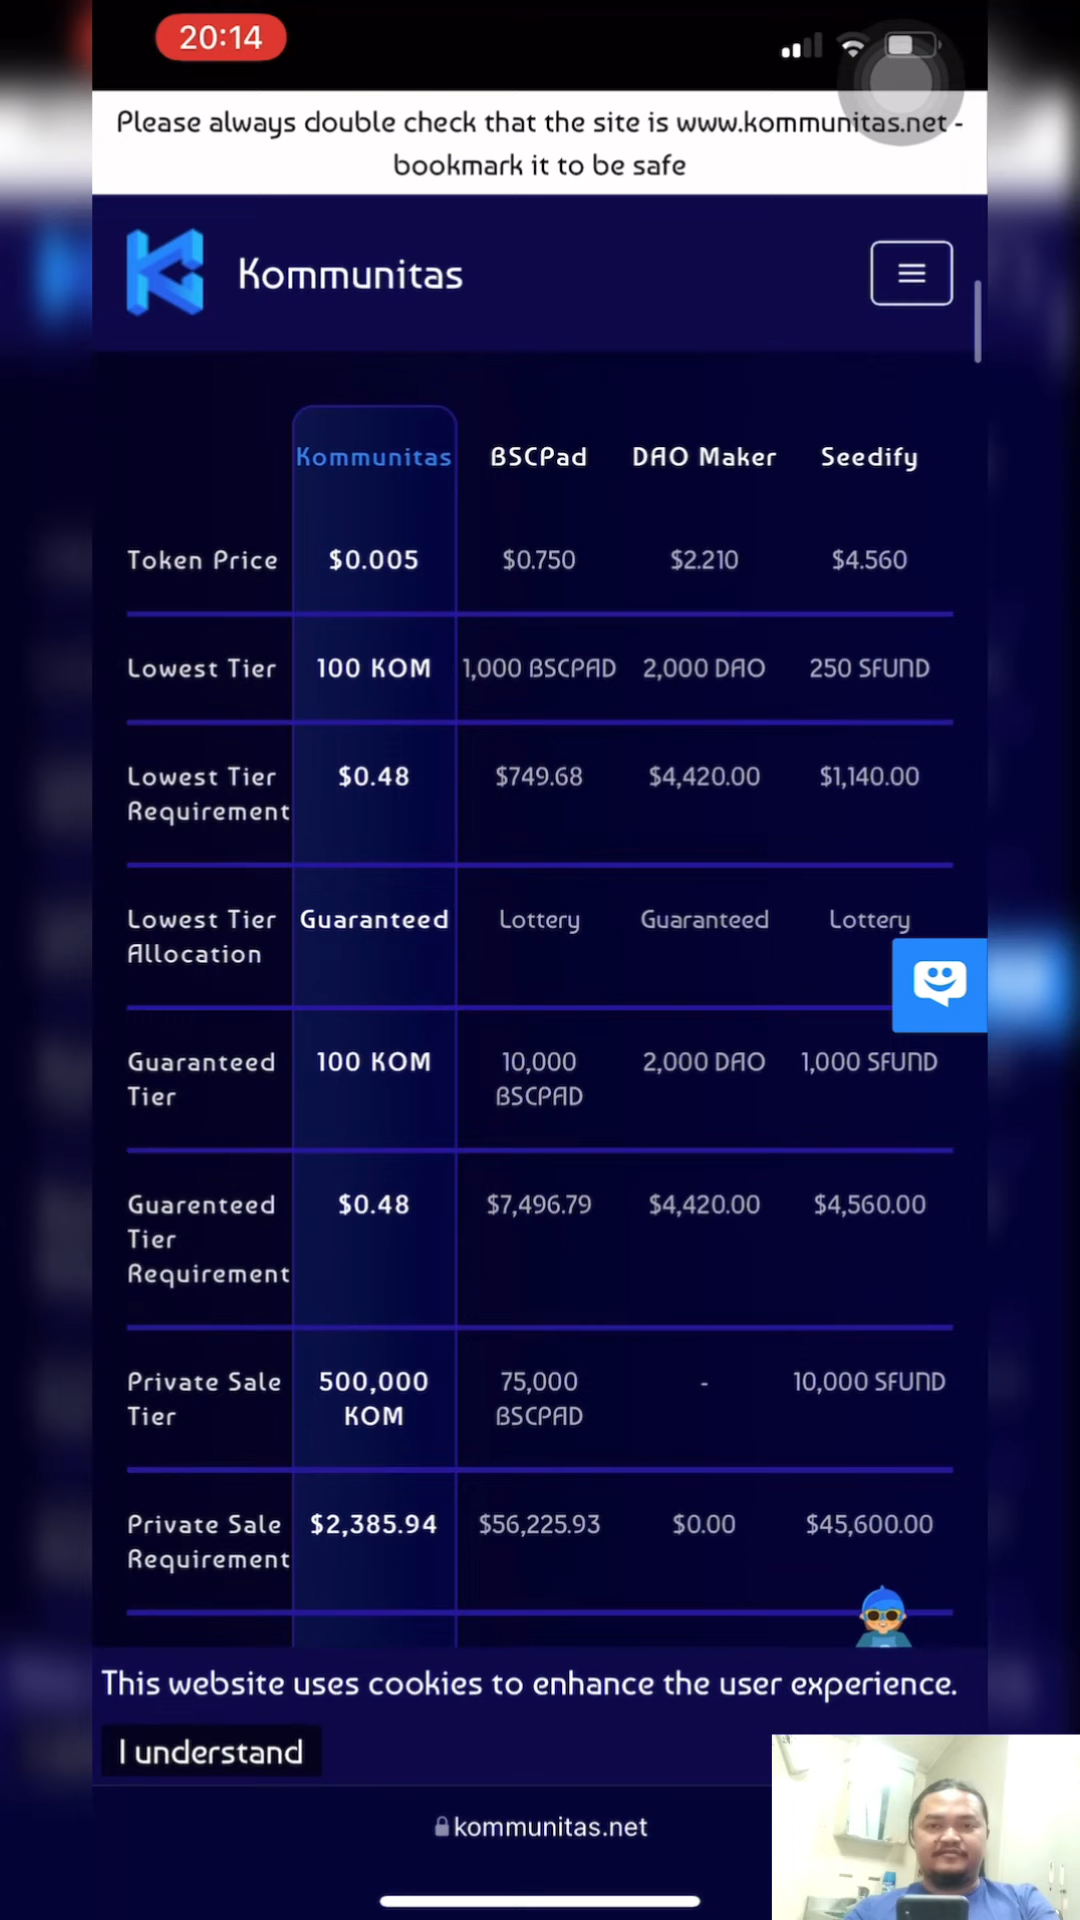 20:14
Please always double check that the site is www.kommunitas.net -
bookmark it to be safe
Kommunitas
Kommunitas BSCPad DAO Maker Seedify
Token Price $0.005 $0.750 $2.210 $4.560
Lowest Tier 100 KOM 1,000 BSCPAD 2,000 DAO 250 SFUND
Lowest Tier $0.48 $749.68 $4,420.00 $1,140.00
Requirement
Lowest Tier Guaranteed Lottery Guaranteed Lottery
Allocation
Guaranteed 100 KOM 10,000 2,000 DAO 1,000 SFUND
Tier BSCPAD
Guarenteed $0.48 $7,496.79 $4,420.00 $4,560.00
Tier
Requirement
Private Sale 500,000 75,000 - 10,000 SFUND
Tier KOM BSCPAD
Private Sale $2,385.94 $56,225.93 $0.00 $45,600.00
Requirement
This website uses cookies to enhance the user experience.
I understand
kommunitas.net